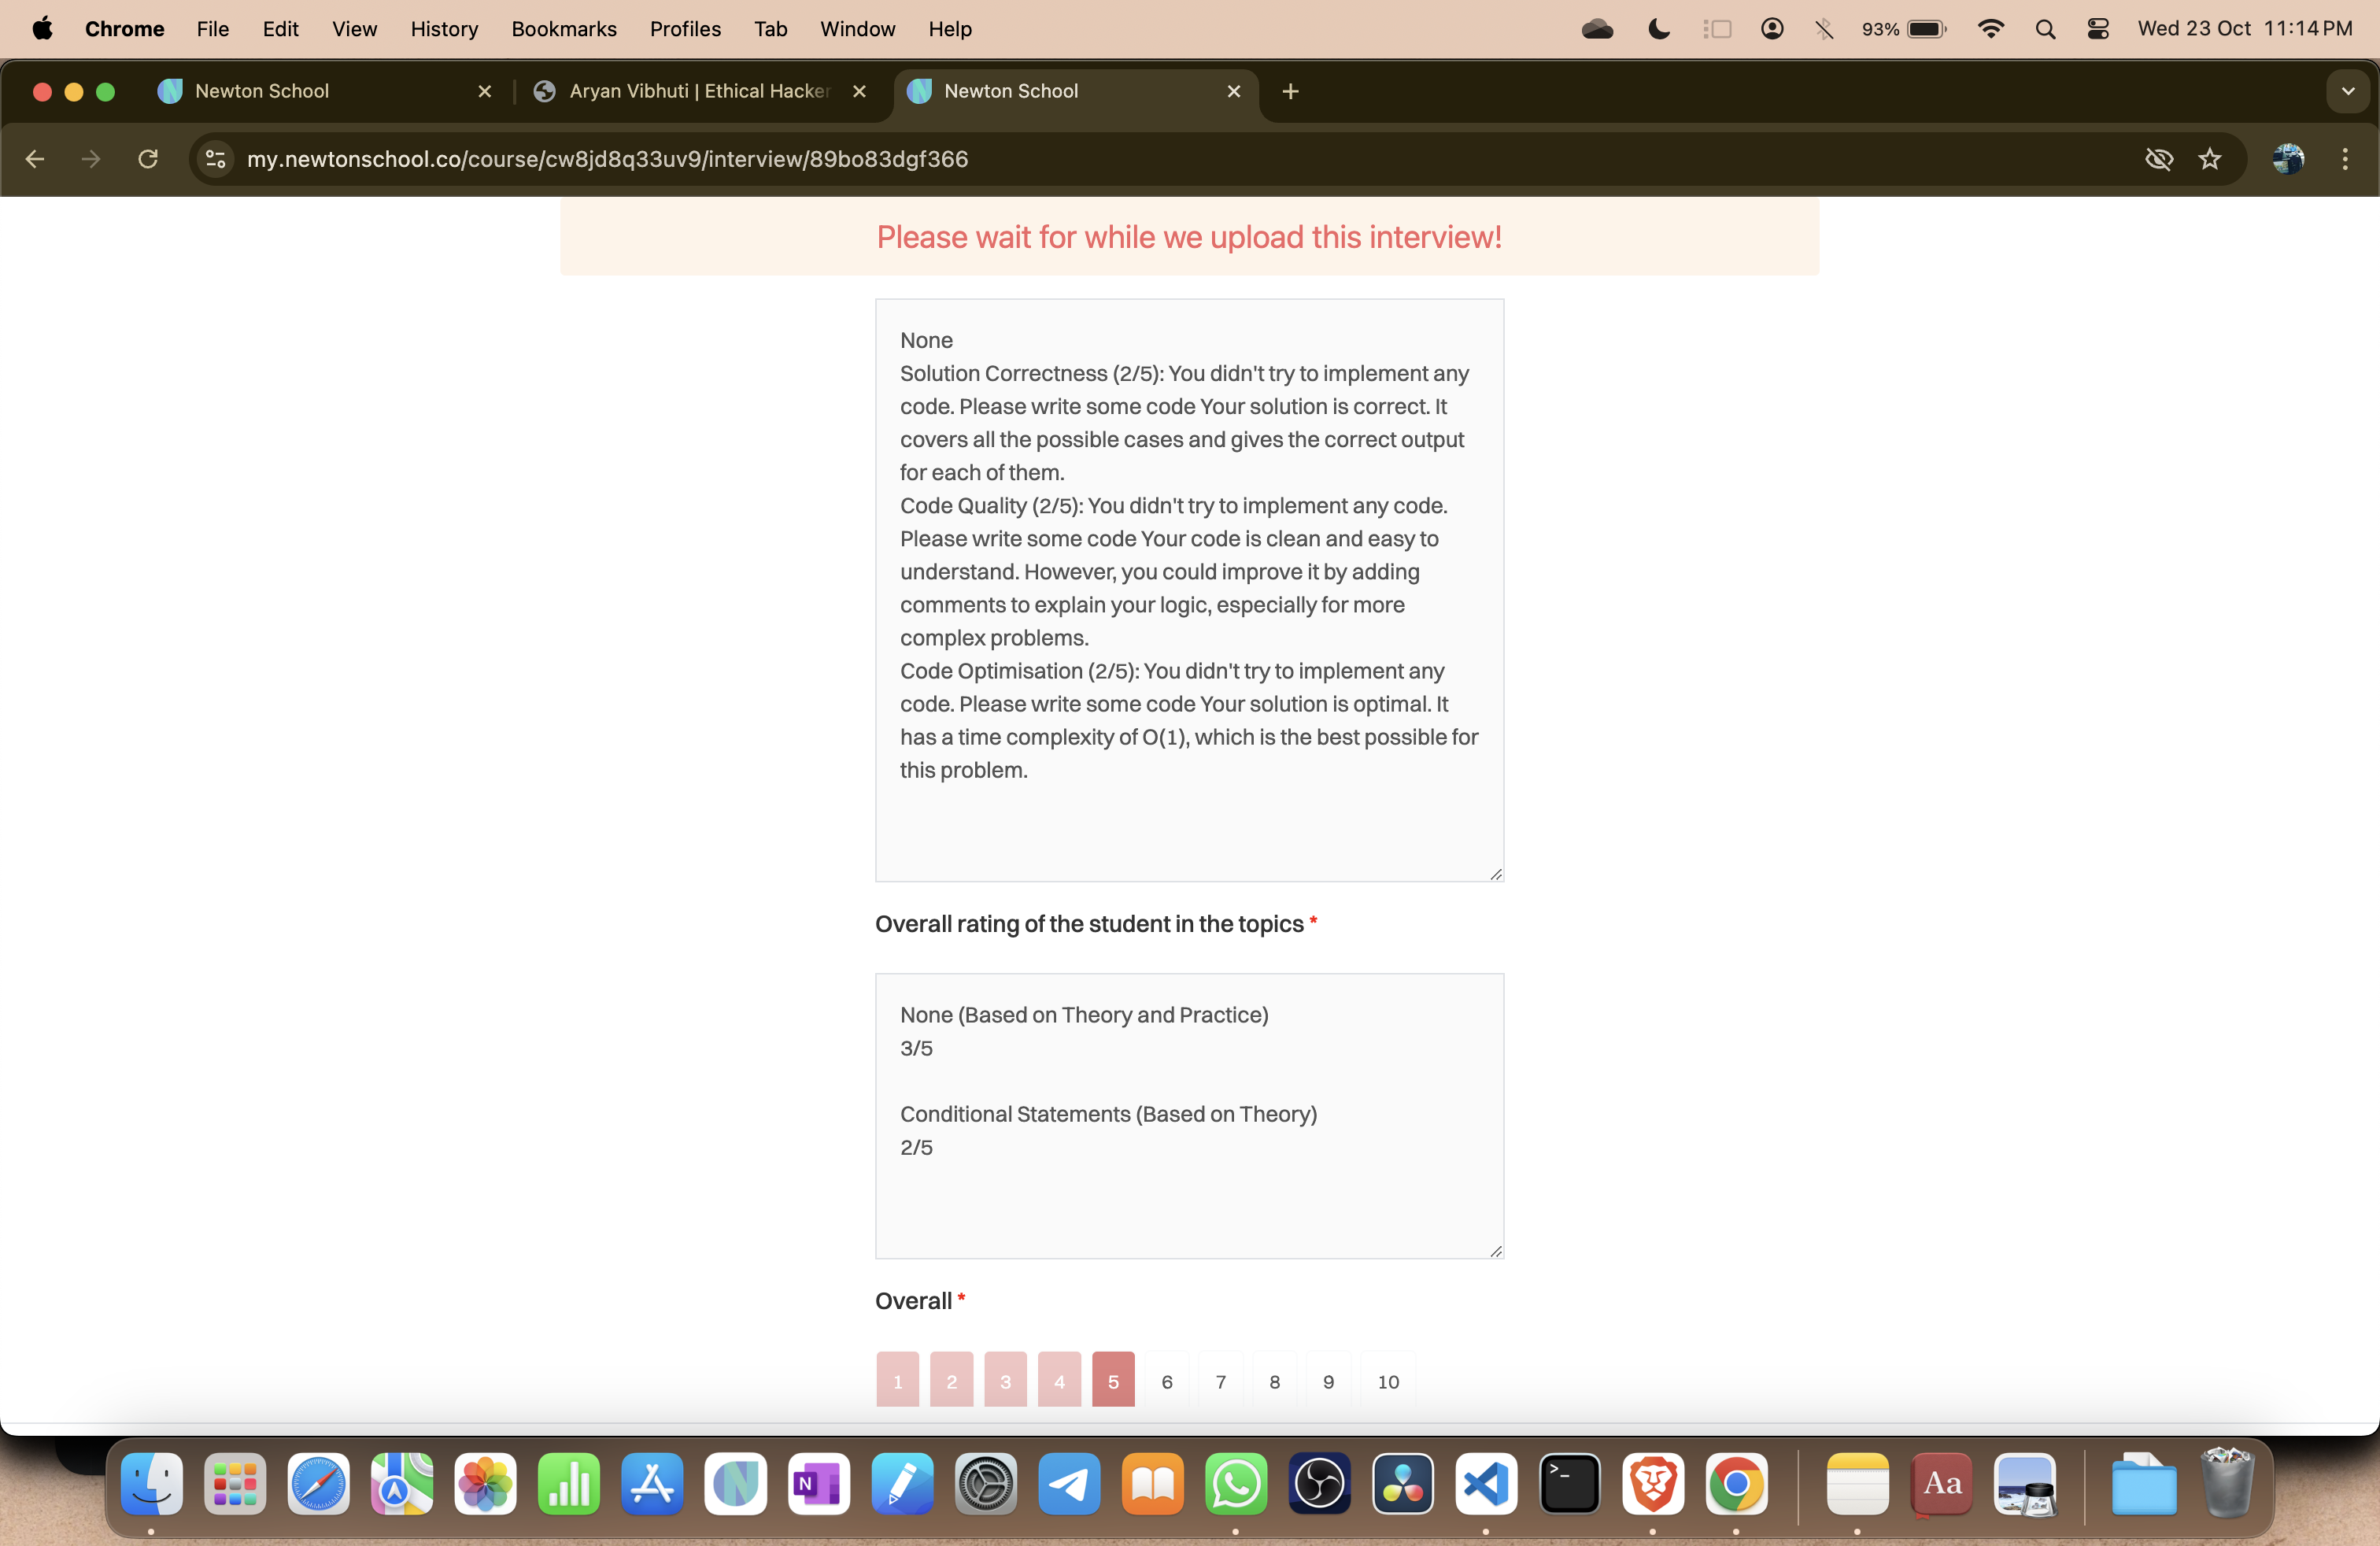 Chrome File Edit View History Bookmarks Profiles Tab Window Help 93% Wed 23 Oct 11:14 PM
Newton School Aryan Vibhuti | Ethical Hacker Newton School
my.newtonschool.co/course/cw8jd8q33uv9/interview/89bo83dgf366
Please wait for while we upload this interview!
None
Solution Correctness (2/5): You didn't try to implement any
code. Please write some code Your solution is correct. It
covers all the possible cases and gives the correct output
for each of them.
Code Quality (2/5): You didn't try to implement any code.
Please write some code Your code is clean and easy to
understand. However, you could improve it by adding
comments to explain your logic, especially for more
complex problems.
Code Optimisation (2/5): You didn't try to implement any
code. Please write some code Your solution is optimal. It
has a time complexity of O(1), which is the best possible for
this problem.
Overall rating of the student in the topics *
None (Based on Theory and Practice)
3/5
Conditional Statements (Based on Theory)
2/5
Overall *
1 2 3 4 5 6 7 8 9 10
N N >_ Aa